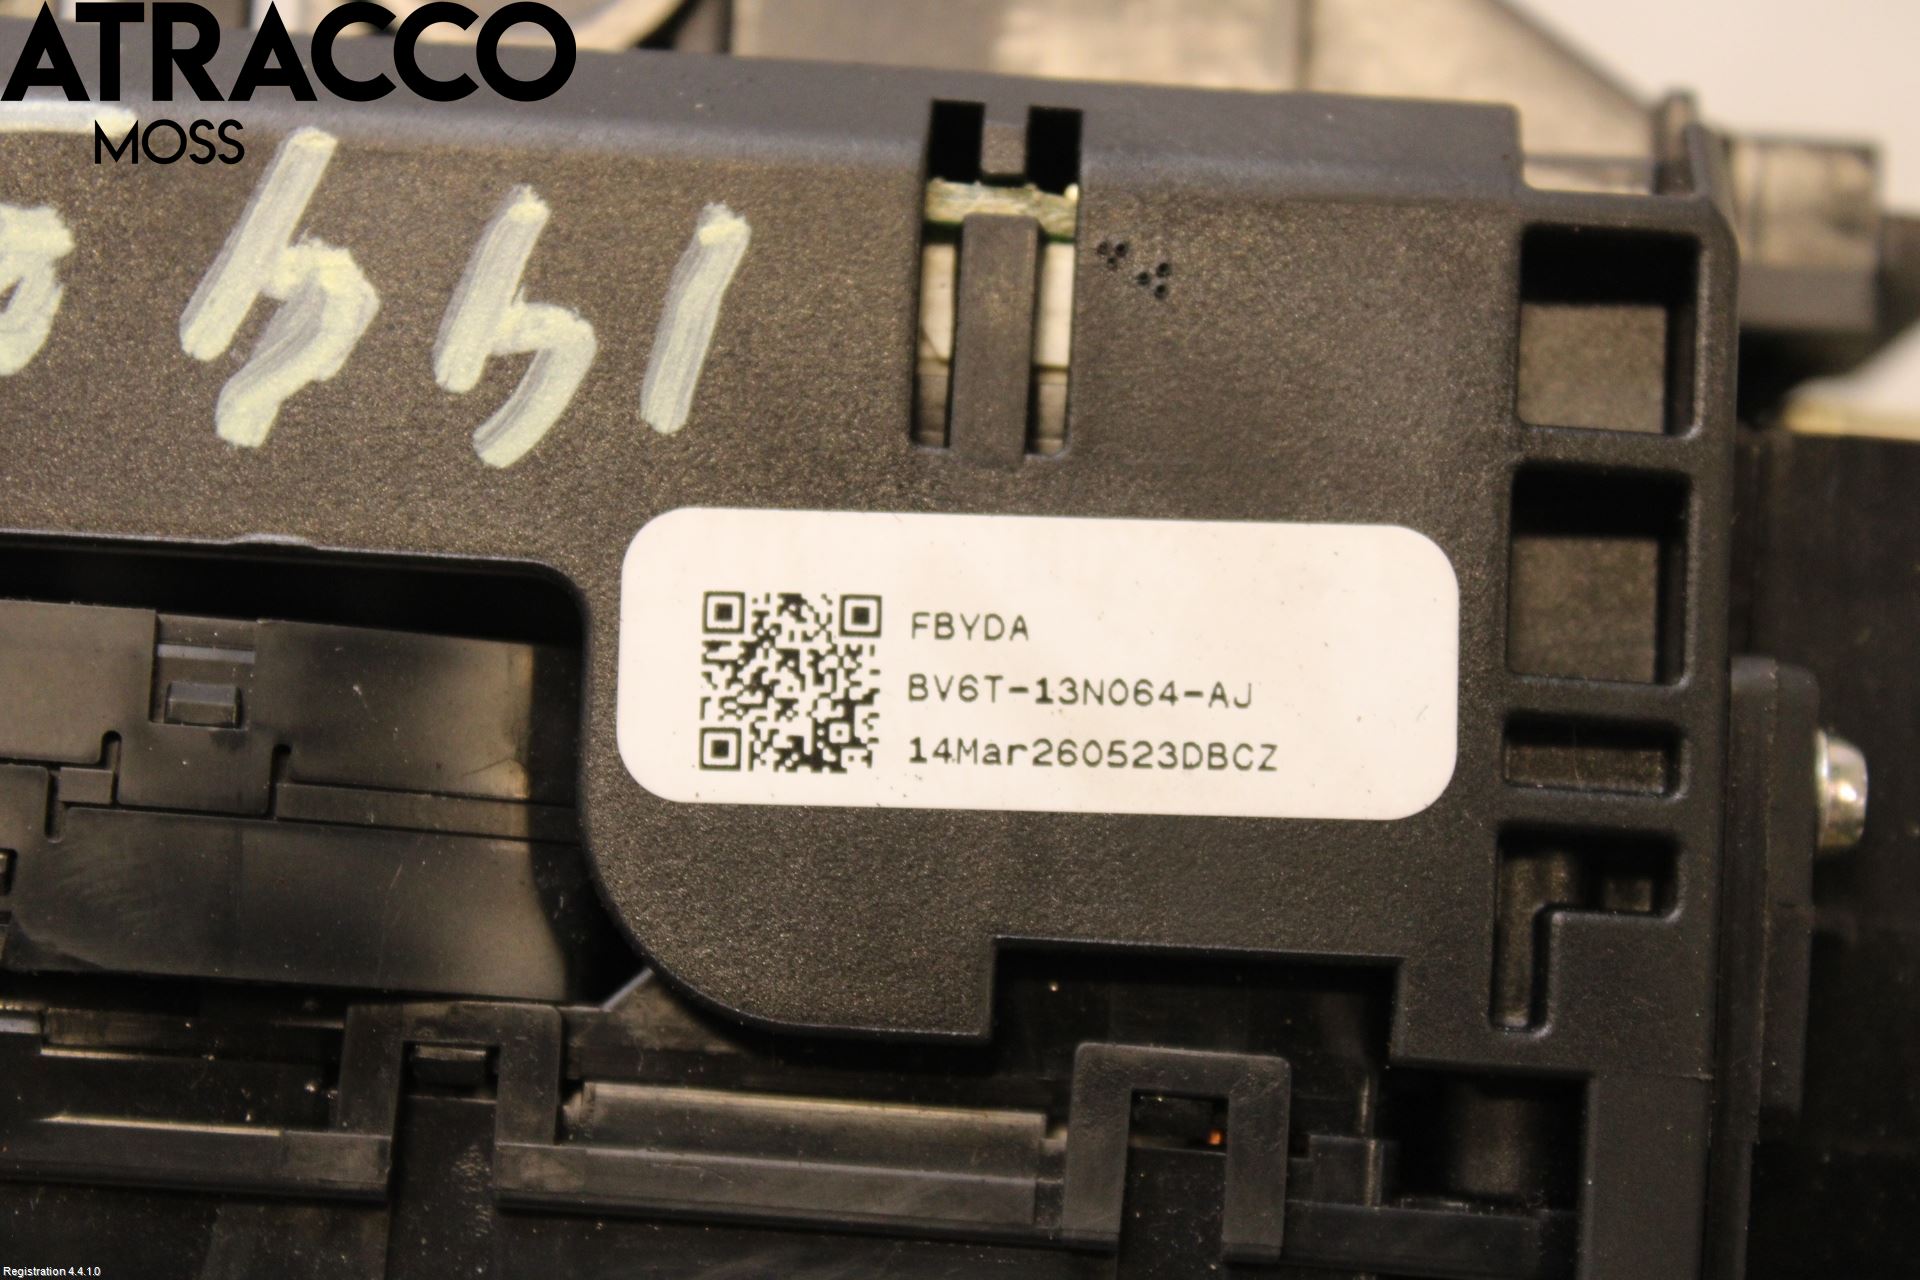 ATRACCO
MOSS
FBYDA
BV6T-13N064-AJ
14Mar260523DBCZ
Registration 4.4.1.0